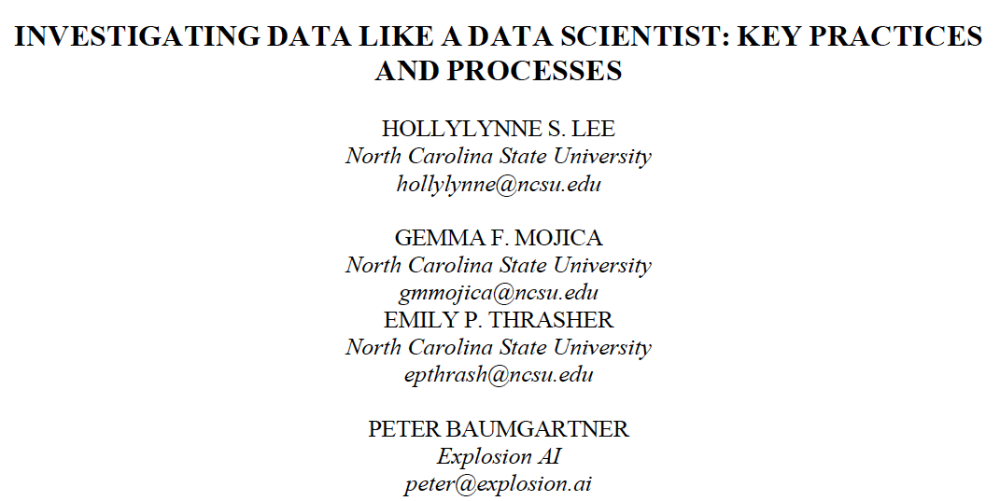 INVESTIGATING DATA LIKE A DATA SCIENTIST: KEY PRACTICES
AND PROCESSES
HOLLYLYNNE S. LEE
North Carolina State University
hollylynne@ncsu.edu
GEMMA F. MOJICA
North Carolina State University
gmmojica@ncsu.edu
EMILY P. THRASHER
North Carolina State University
epthrash@ncsu.edu
PETER BAUMGARTNER
Explosion AI
peter@explosion.ai